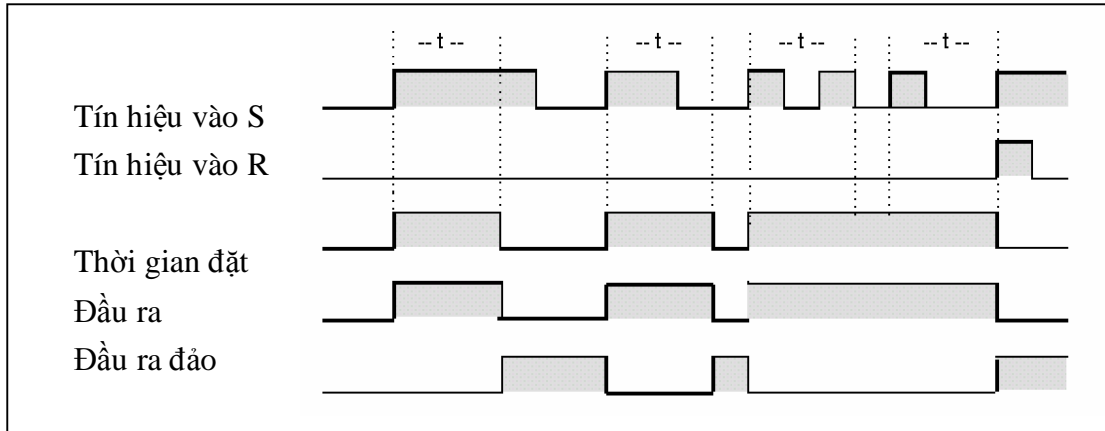 -- t -- -- t -- -- t -- -- t --
Tín hiệu vào S
Tín hiệu vào R
Thời gian đặt
Đầu ra
Đầu ra đảo